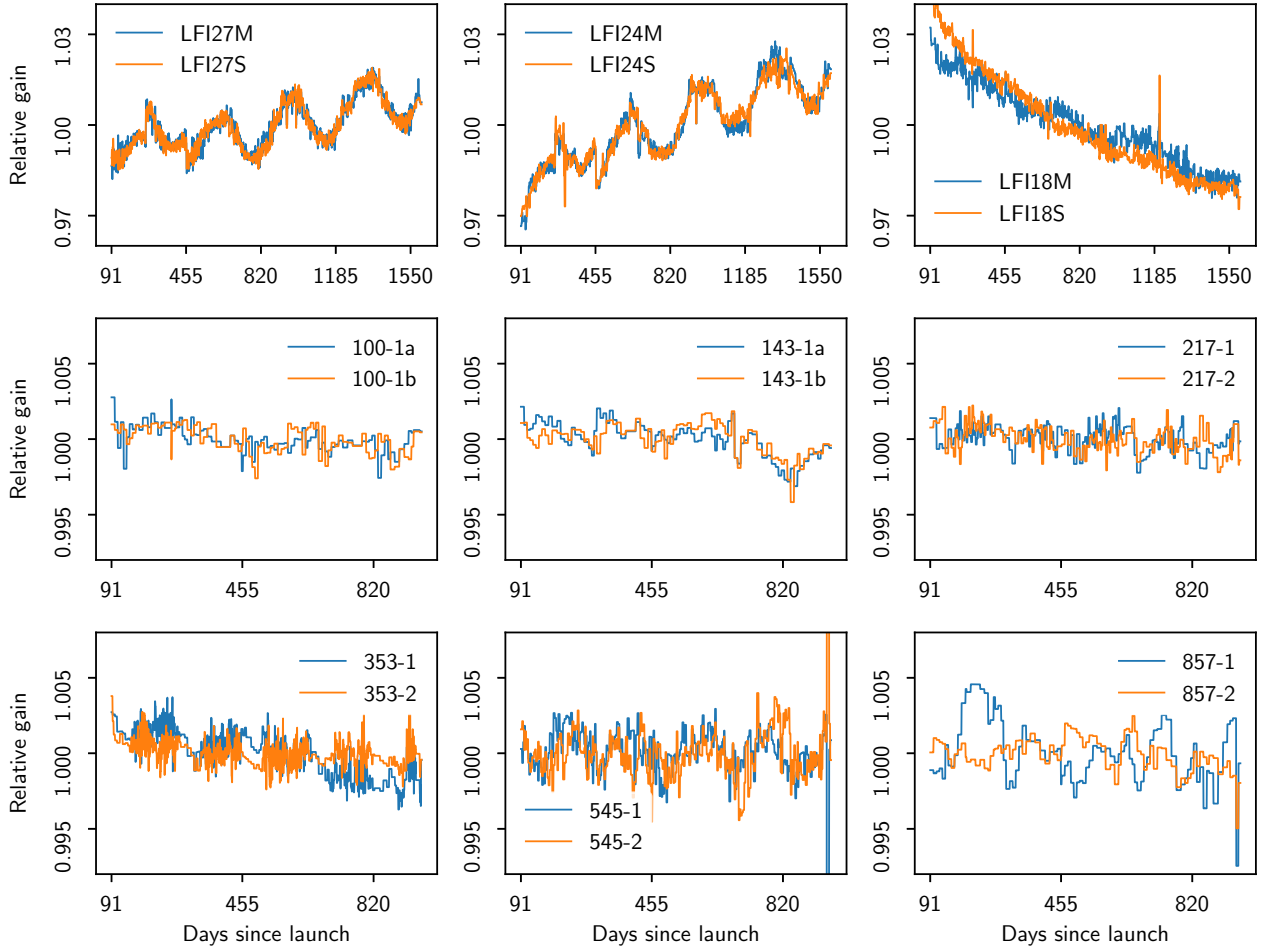 Relative gain
1.03
1.00
0.97
LFI27M
LFI27S
91 455 820 1185 1550
LFI24M
LFI24S
91 455 820 1185 1550
LFI18M
LFI18S
91 455 820 1185 1550
Relative gain
1.03
1.00
0.97
1.03
1.00
0.97
1.005
1.000
0.995
100-1a
100-1b
91 455 820
1.005
1.000
0.995
143-1a
143-1b
91 455 820
1.005
1.000
0.995
217-1
217-2
91 455 820
Relative gain
1.005
1.000
0.995
353-1
353-2
91 455 820
Days since launch
1.005
1.000
0.995
545-1
545-2
91 455 820
Days since launch
1.005
1.000
0.995
857-1
857-2
91 455 820
Days since launch